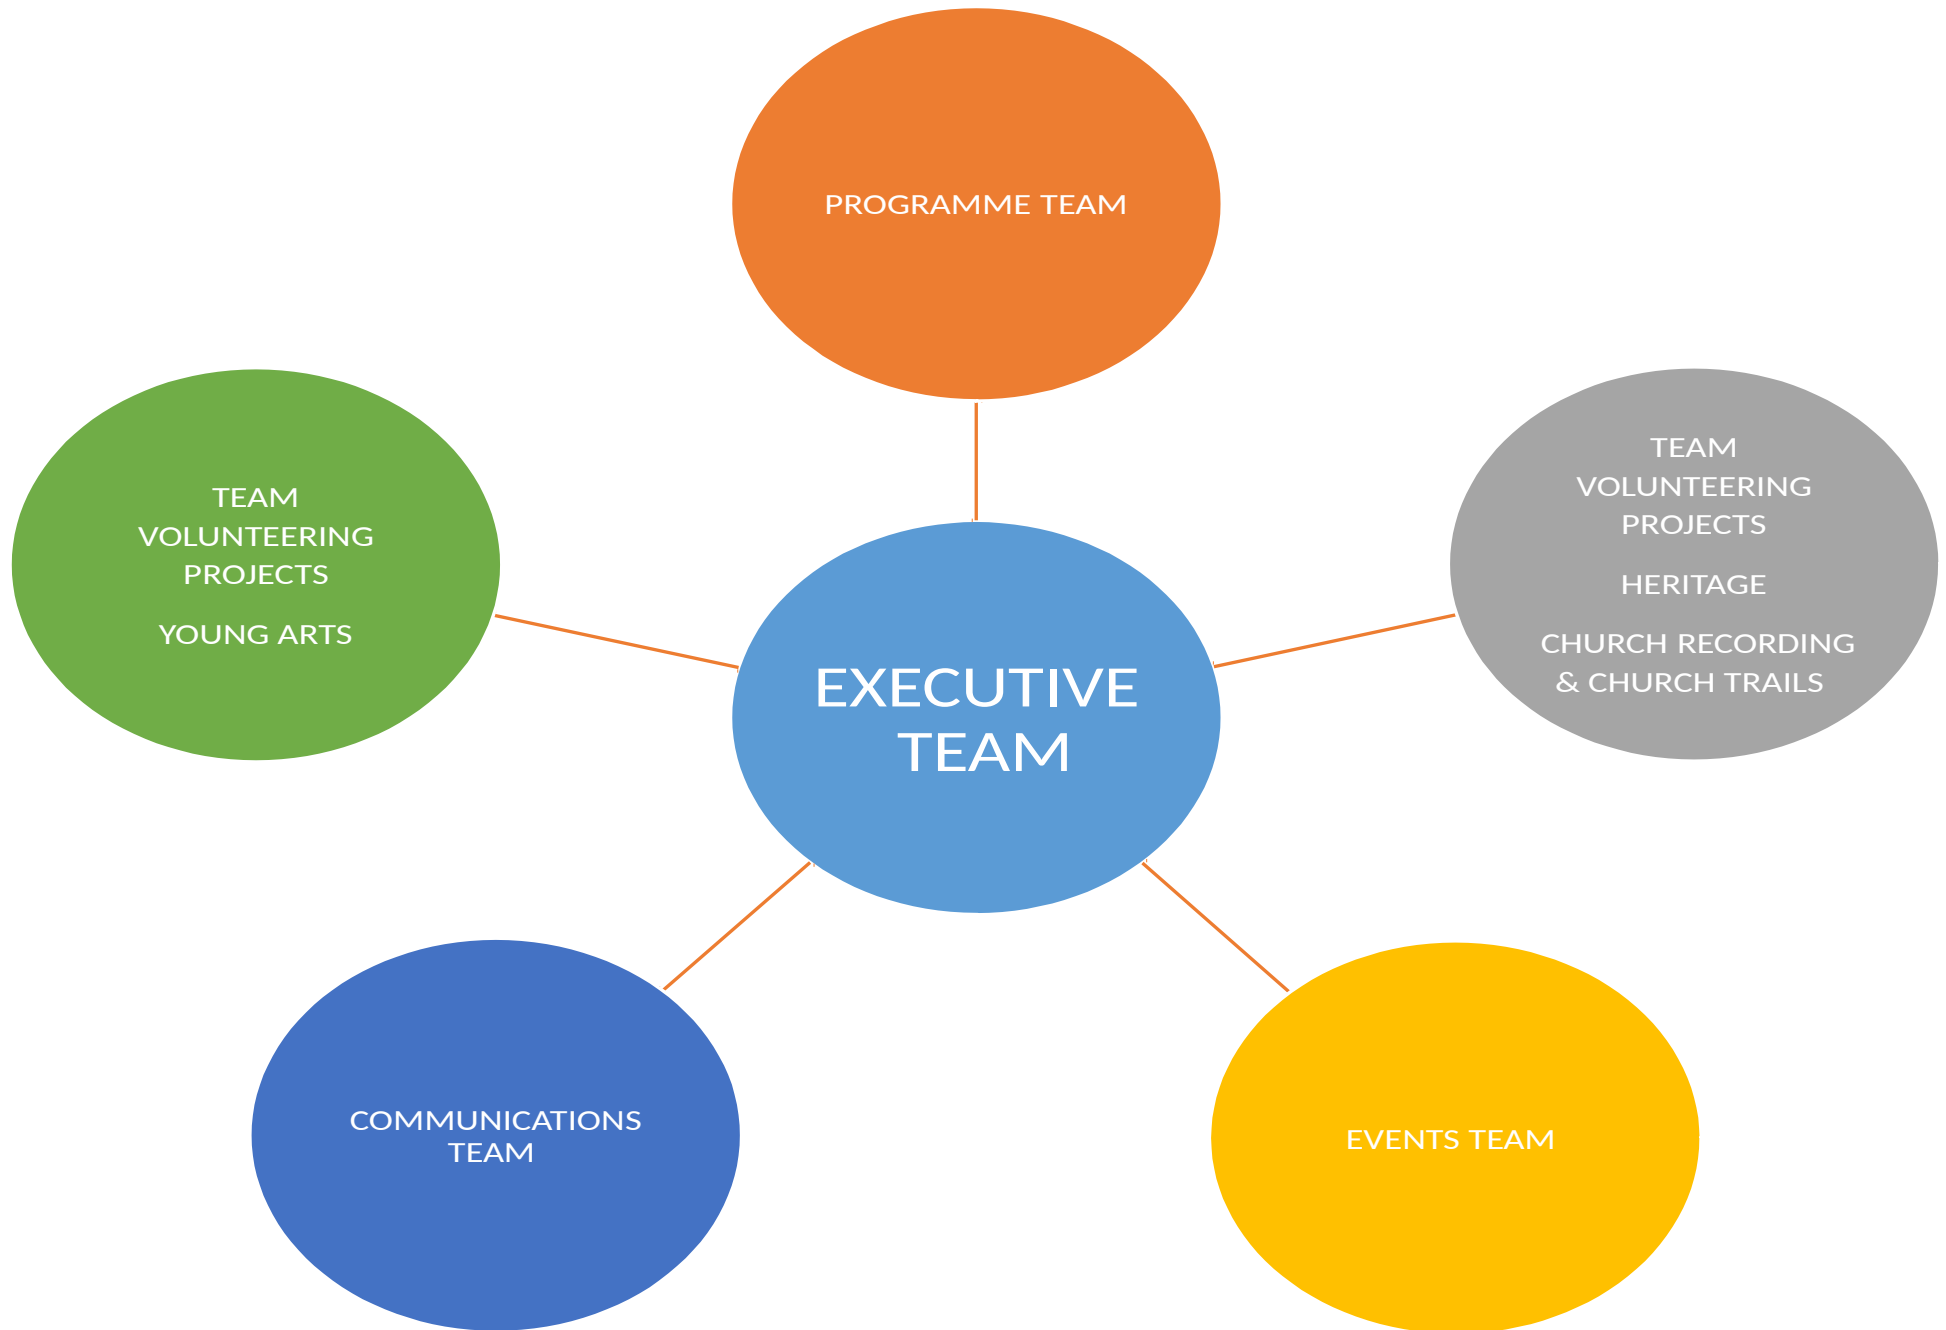 PROGRAMME TEAM
TEAM
VOLUNTEERING
PROJECTS
HERITAGE
CHURCH RECORDING
& CHURCH TRAILS
EVENTS TEAM
COMMUNICATIONS
TEAM
TEAM
VOLUNTEERING
PROJECTS
YOUNG ARTS
EXECUTIVE
TEAM